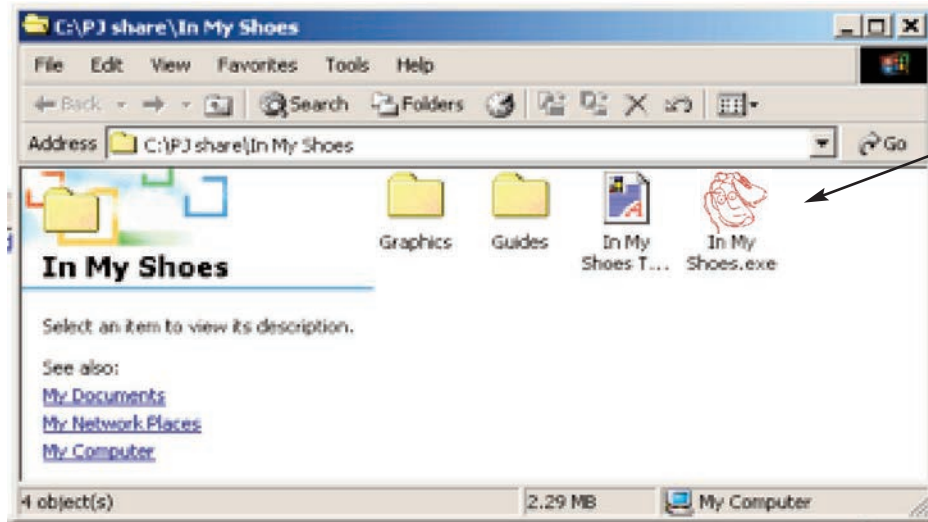 C:\PJ share\In My Shoes
File Edit View Favorites Tools Help
Back Search Folders
Address C:\PJ share\In My Shoes Go
Graphics Guides In My Shoes T... In My Shoes.exe
In My Shoes
Select an item to view its description.
See also:
My Documents
My Network Places
My Computer
4 object(s) 2.29 MB My Computer